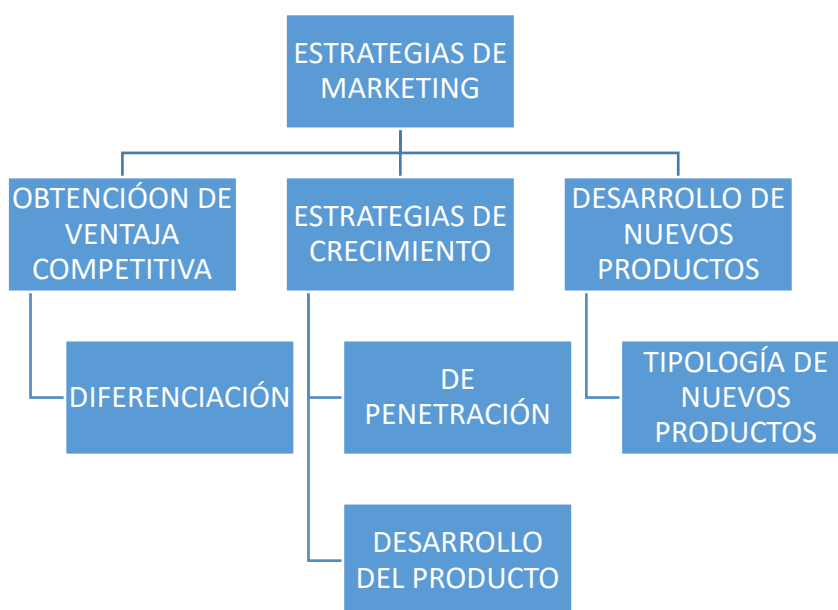 ESTRATEGIAS DE
MARKETING
OBTENCIÓON DE
VENTAJA
COMPETITIVA
ESTRATEGIAS DE
CRECIMIENTO
DESARROLLO DE
NUEVOS
PRODUCTOS
DIFERENCIACIÓN
DE
PENETRACIÓN
TIPOLOGÍA DE
NUEVOS
PRODUCTOS
DESARROLLO
DEL PRODUCTO